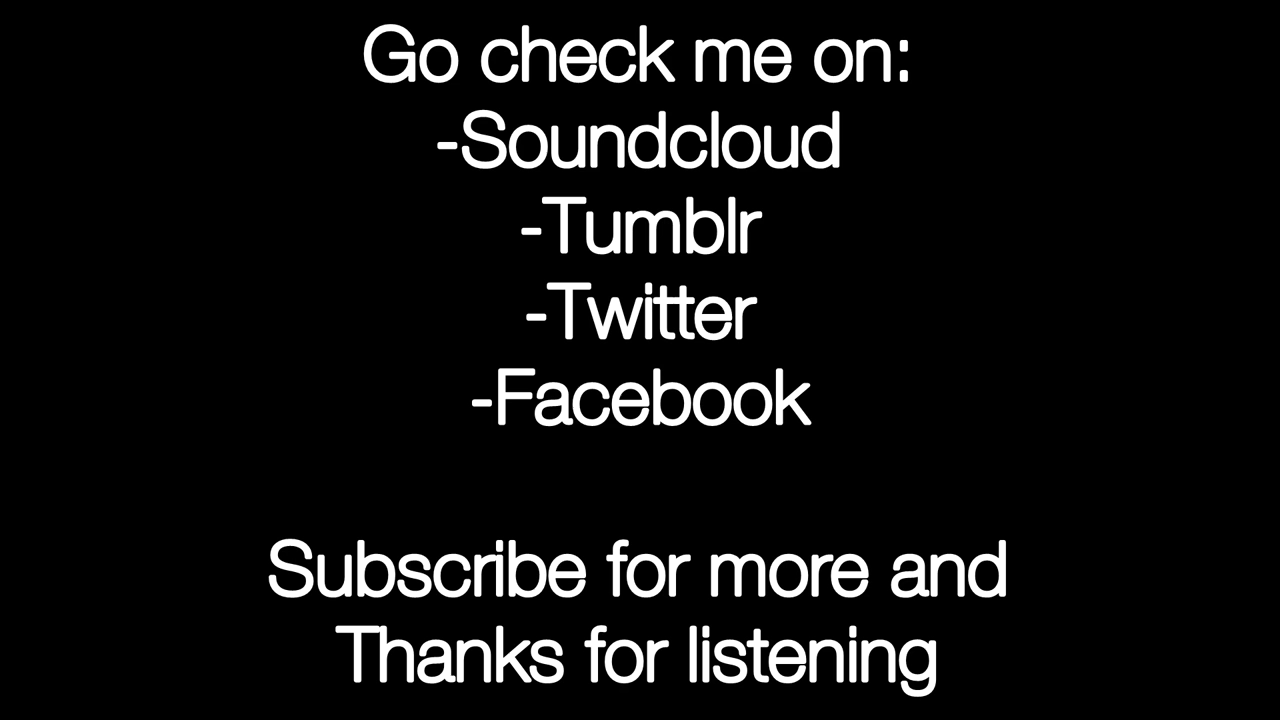 Go check me on:
-Soundcloud
-Tumblr
-Twitter
-Facebook
Subscribe for more and
Thanks for listening